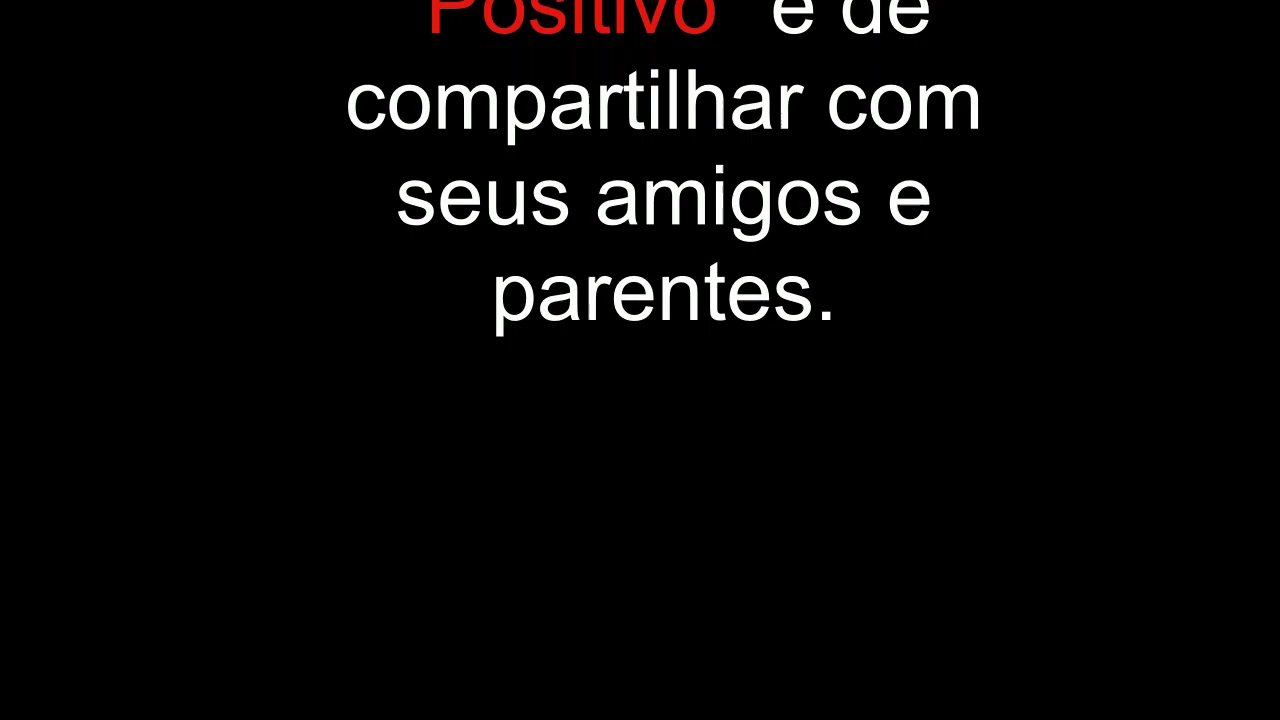 Positivo e de
compartilhar com
seus amigos e
parentes.